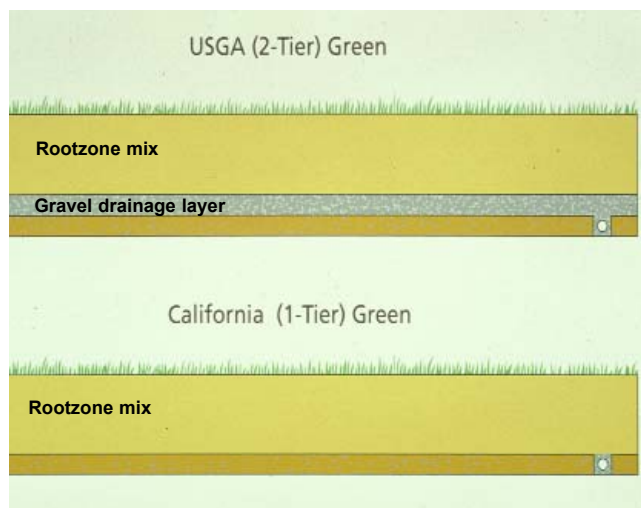 USGA (2-Tier) Green
Rootzone mix
Gravel drainage layer
California (1-Tier) Green
Rootzone mix